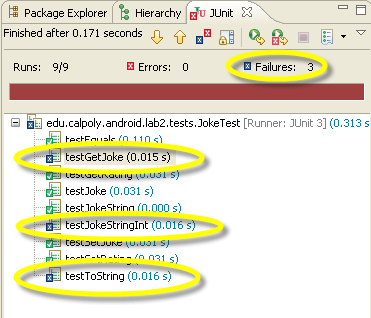 Package Explorer Hierarchy JUnit
Finished after 0.171 seconds
Runs: 9/9 Errors: 0 Failures: 3
edu.calpoly.android.lab2.tests.JokeTest [Runner: JUnit 3] (0.313 s)
testEquals (0.110 s)
testGetJoke (0.015 s)
testGetRating (0.031 s)
testJoke (0.031 s)
testJokeString (0.000 s)
testJokeStringInt (0.016 s)
testSetJoke (0.031 s)
testSetRating (0.031 s)
testToString (0.016 s)